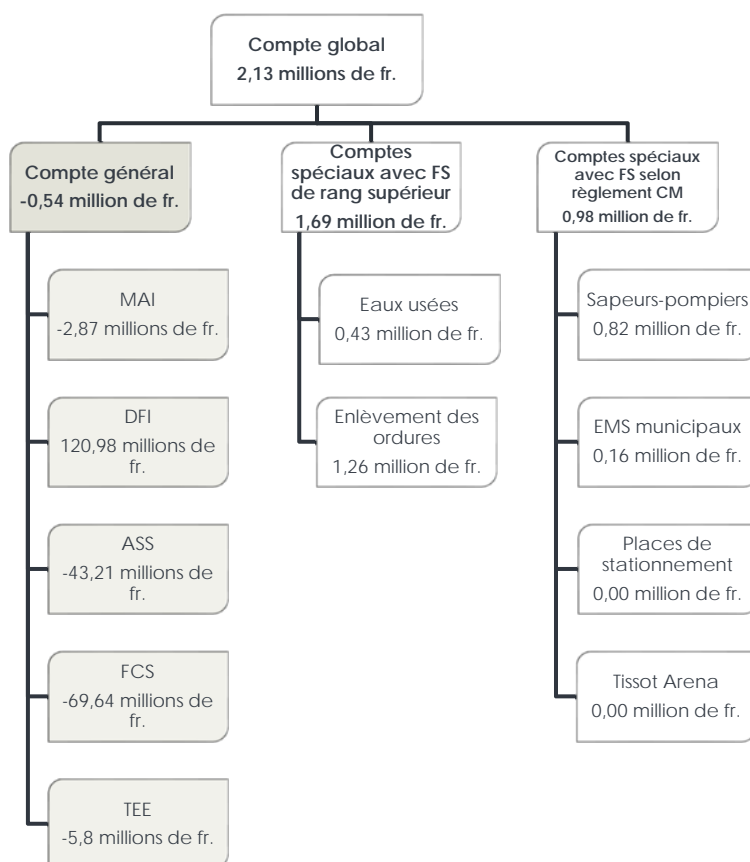 Compte global
2,13 millions de fr.
Compte général
-0,54 million de fr.
MAI
-2,87 millions de fr.
DFI
120,98 millions de
fr.
ASS
-43,21 millions de
fr.
FCS
-69,64 millions de
fr.
TEE
-5,8 millions de fr.
Comptes
spéciaux avec FS
de rang supérieur
1,69 million de fr.
Eaux usées
0,43 million de fr.
Enlèvement des
ordures
1,26 million de fr.
Comptes spéciaux
avec FS selon
règlement CM
0,98 million de fr.
Sapeurs-pompiers
0,82 million de fr.
EMS municipaux
0,16 million de fr.
Places de
stationnement
0,00 million de fr.
Tissot Arena
0,00 million de fr.